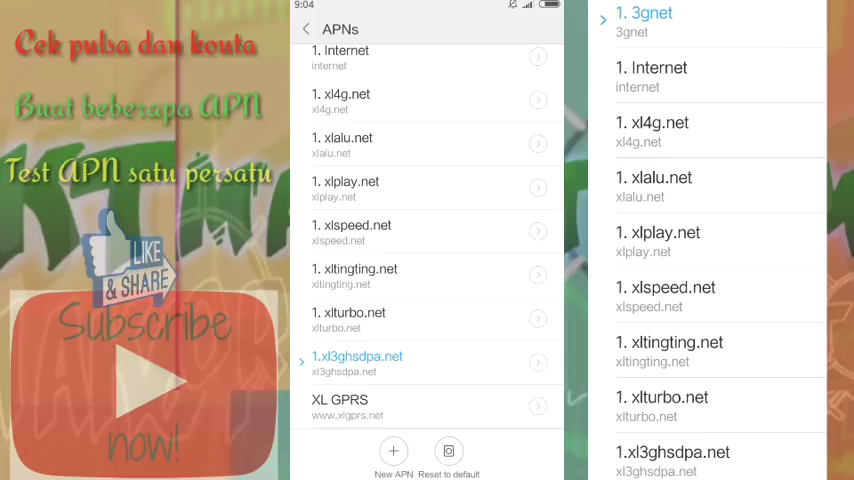 Cek pulsa dan kouta
Buat beberapa APN
Test APN satu persatu
LIKE
& SHARE
Subscribe
now!
9:04
APNs
1. Internet
internet
1. xl4g.net
xl4g.net
1. xlalu.net
xlalu.net
1. xlplay.net
xlplay.net
1. xlspeed.net
xlspeed.net
1. xltingting.net
xltingting.net
1. xlturbo.net
xlturbo.net
1.xl3ghsdpa.net
xl3ghsdpa.net
XL GPRS
www.xlgprs.net
New APN
Reset to default
1. 3gnet
3gnet
1. Internet
internet
1. xl4g.net
xl4g.net
1. xlalu.net
xlalu.net
1. xlplay.net
xlplay.net
1. xlspeed.net
xlspeed.net
1. xltingting.net
xltingting.net
1. xlturbo.net
xlturbo.net
1.xl3ghsdpa.net
xl3ghsdpa.net